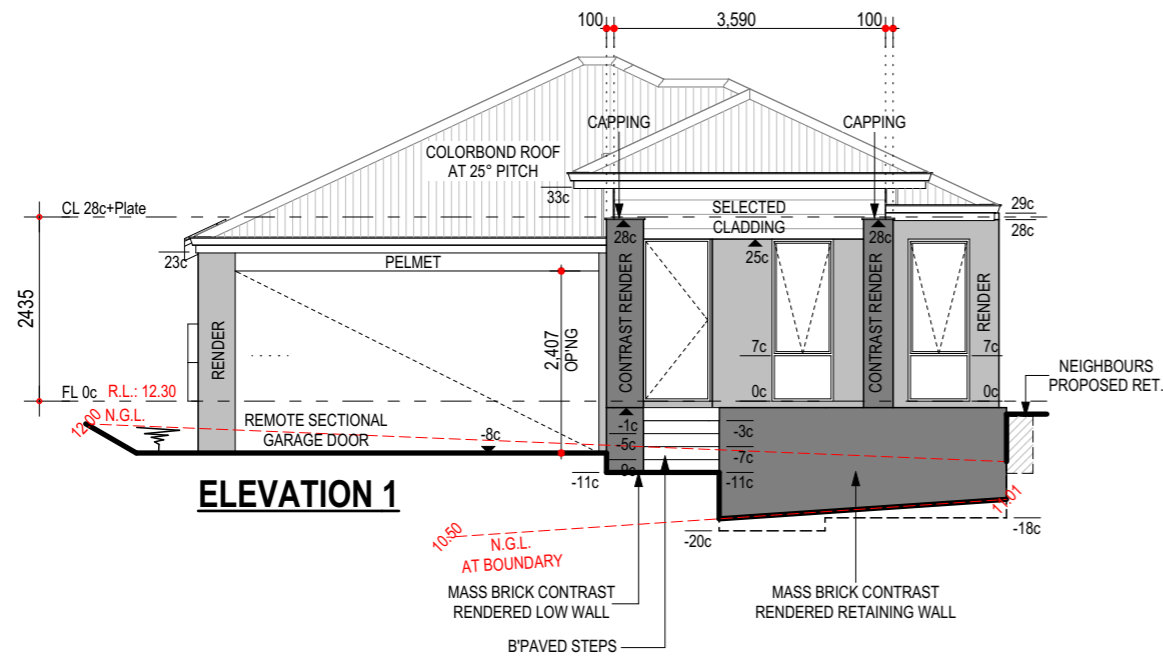 100
3,590
100
CAPPING
CAPPING
COLORBOND ROOF
AT 25° PITCH
33c
CL 28c+Plate
SELECTED
CLADDING
29c
28c
28c
28c
25c
23c
PELMET
2435
RENDER
2,407
OP'NG
CONTRAST RENDER
CONTRAST RENDER
RENDER
7c
7c
NEIGHBOURS
PROPOSED RET.
FL 0c
R.L.: 12.30
0c
0c
12.00
N.G.L.
REMOTE SECTIONAL
GARAGE DOOR
-8c
-1c
-3c
-5c
-7c
-9c
-11c
-11c
ELEVATION 1
11.01
10.50
N.G.L.
AT BOUNDARY
-20c
-18c
MASS BRICK CONTRAST
RENDERED LOW WALL
MASS BRICK CONTRAST
RENDERED RETAINING WALL
B'PAVED STEPS